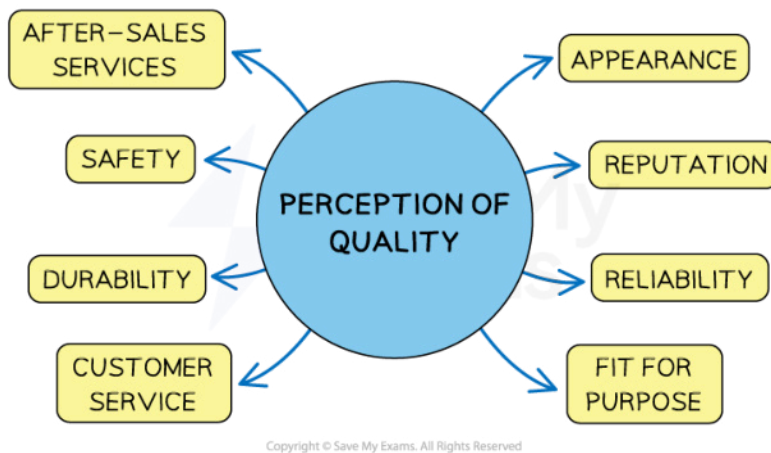 AFTER-SALES
SERVICES
APPEARANCE
SAFETY
REPUTATION
PERCEPTION OF
QUALITY
DURABILITY
RELIABILITY
CUSTOMER
SERVICE
FIT FOR
PURPOSE
Copyright © Save My Exams. All Rights Reserved